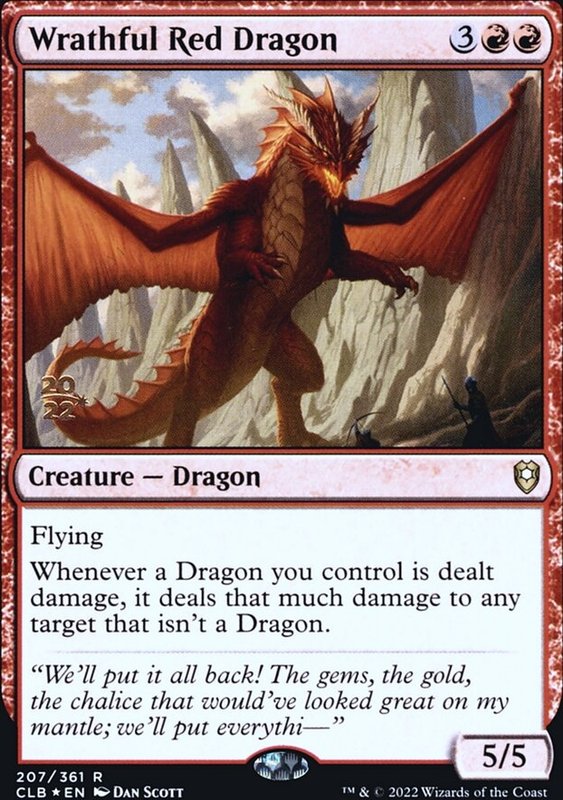 Wrathful Red Dragon 3
20
22
Creature — Dragon
Flying
Whenever a Dragon you control is dealt
damage, it deals that much damage to any
target that isn't a Dragon.
“We'll put it all back! The gems, the gold,
the chalice that would've looked great on my
mantle; we'll put everythi—”
5/5
207/361 R
CLB ★ EN Dan Scott
™ & © 2022 Wizards of the Coast